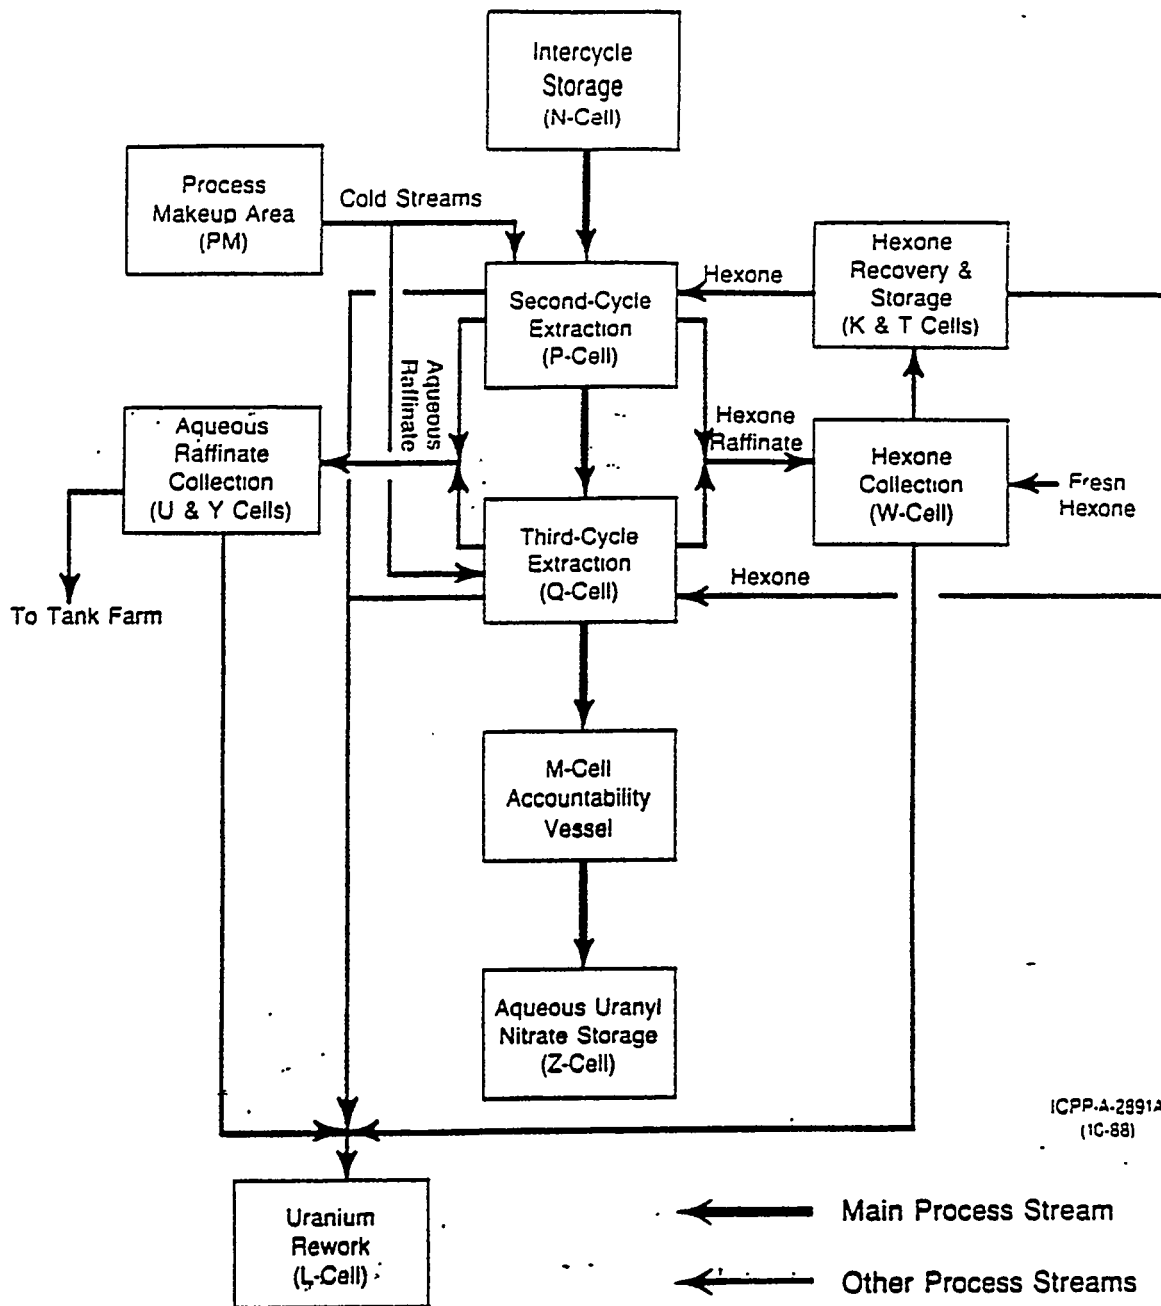 Intercycle
Storage
(N-Cell)
Process
Makeup Area
(PM)
Cold Streams
Hexone
Recovery &
Storage
(K & T Cells)
Hexone
Second-Cycle
Extraction
(P-Cell)
Aqueous
Raffinate
Hexone
Raffinate
Aqueous
Raffinate
Collection
(U & Y Cells)
Hexone
Collection
(W-Cell)
Fresn
Hexone
Third-Cycle
Extraction
(Q-Cell)
Hexone
To Tank Farm
M-Cell
Accountability
Vessel
Aqueous Uranyl
Nitrate Storage
(Z-Cell)
ICPP-A-2891A
(10-88)
Uranium
Rework
(L-Cell)
Main Process Stream
Other Process Streams